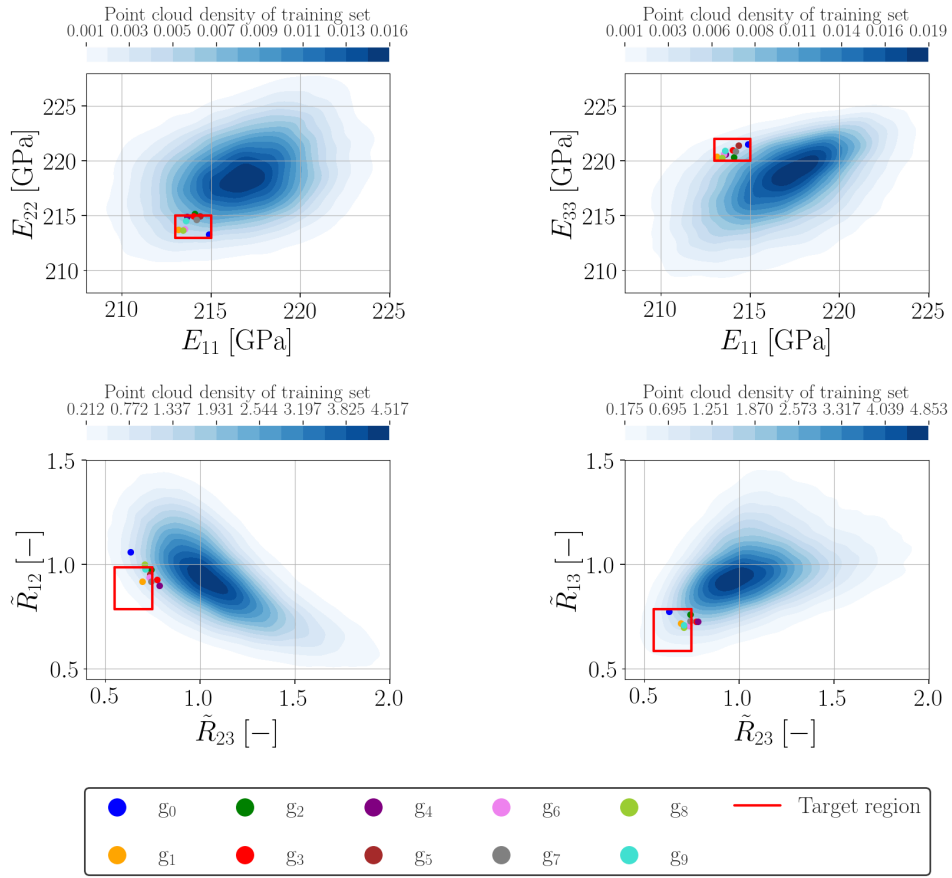 Point cloud density of training set
0.001 0.003 0.005 0.007 0.009 0.011 0.013 0.016
225
220
215
210
E₂₂ [GPa]
210 215 220 225
E₁₁ [GPa]
Point cloud density of training set
0.001 0.003 0.006 0.008 0.011 0.014 0.016 0.019
225
220
215
210
E₃₃ [GPa]
210 215 220 225
E₁₁ [GPa]
Point cloud density of training set
0.212 0.772 1.337 1.931 2.544 3.197 3.825 4.517
1.5
1.0
0.5
R̃₁₂ [−]
0.5 1.0 1.5 2.0
R̃₂₃ [−]
Point cloud density of training set
0.175 0.695 1.251 1.870 2.573 3.317 4.039 4.853
1.5
1.0
0.5
R̃₁₃ [−]
0.5 1.0 1.5 2.0
R̃₂₃ [−]
g₀ g₂ g₄ g₆ g₈ Target region
g₁ g₃ g₅ g₇ g₉